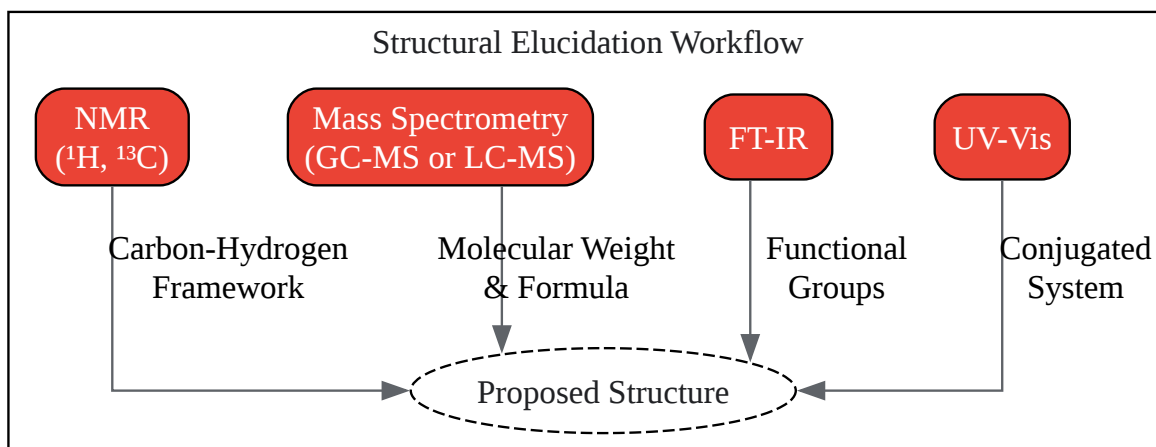 Structural Elucidation Workflow
NMR
(¹H, ¹³C)
Mass Spectrometry
(GC-MS or LC-MS)
FT-IR
UV-Vis
Carbon-Hydrogen
Framework
Molecular Weight
& Formula
Functional
Groups
Conjugated
System
Proposed Structure